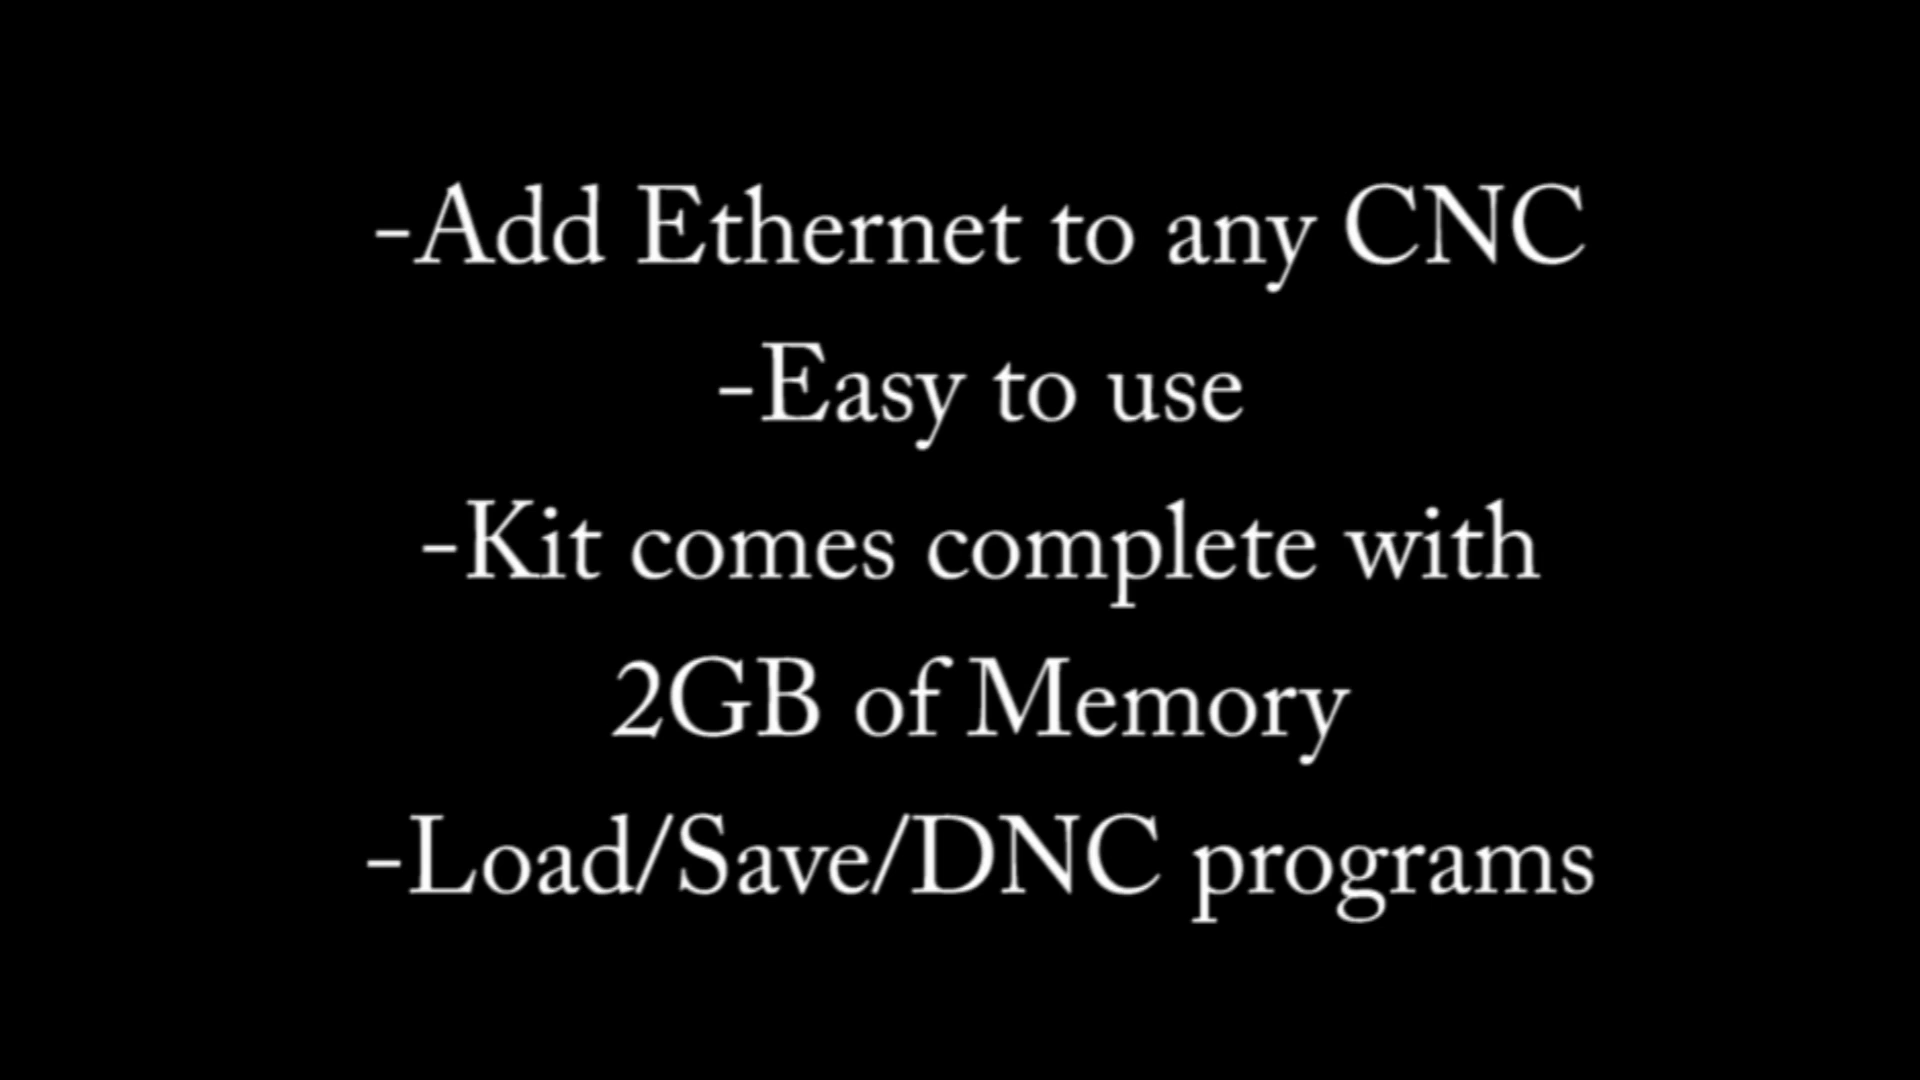 -Add Ethernet to any CNC
-Easy to use
-Kit comes complete with
2GB of Memory
-Load/Save/DNC programs